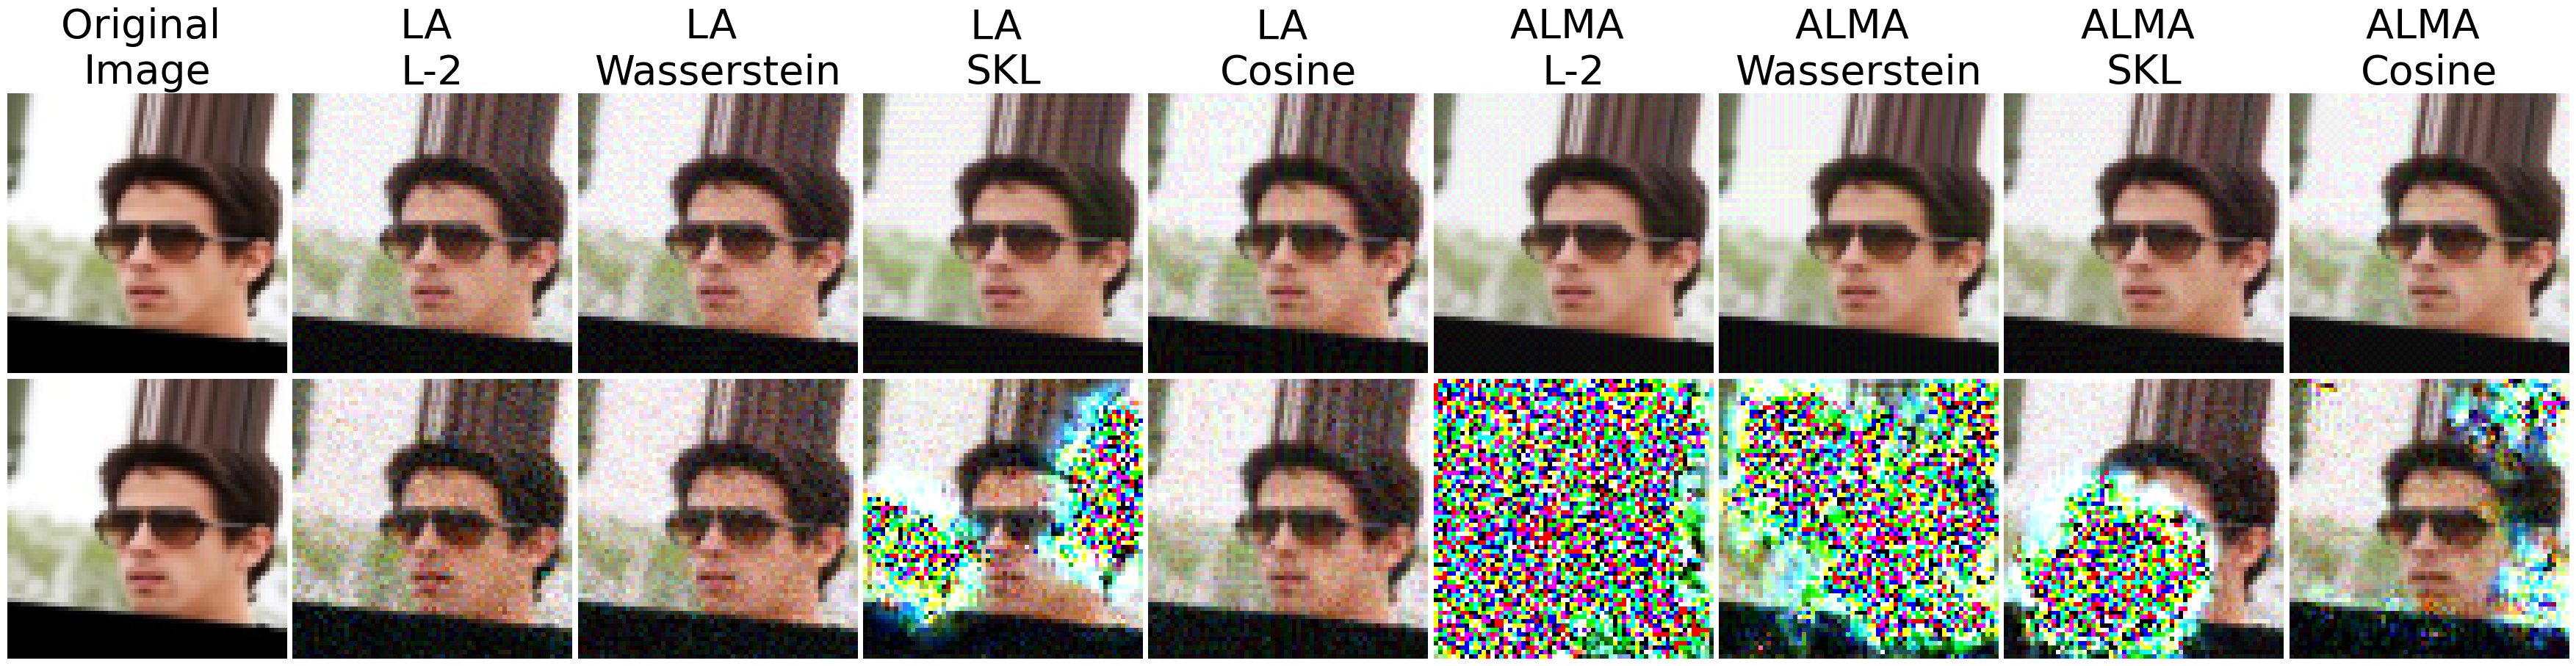 Original Image
LA L-2
LA Wasserstein
LA SKL
LA Cosine
ALMA L-2
ALMA Wasserstein
ALMA SKL
ALMA Cosine